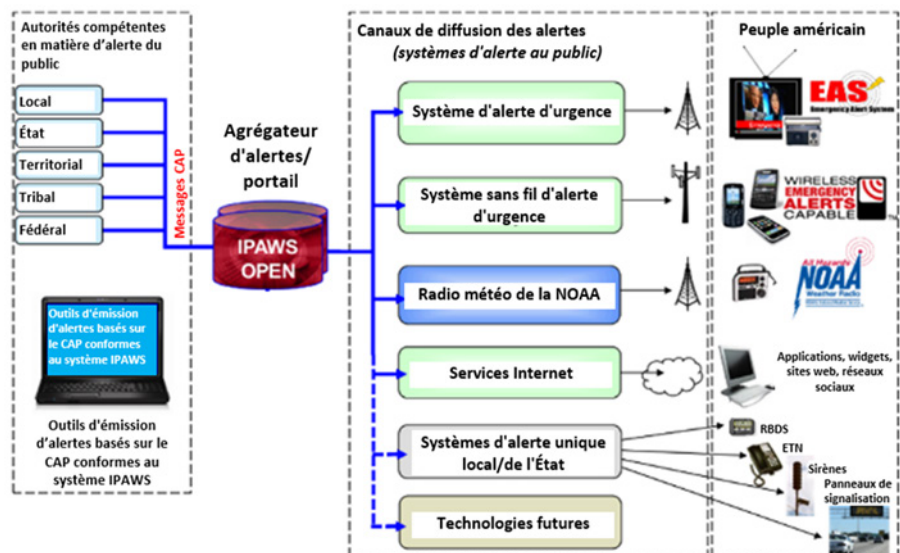 Autorités compétentes
en matière d'alerte du
public
Local
État
Territorial
Tribal
Fédéral
Messages CAP
Outils d'émission
d'alertes basés sur
le CAP conformes
au système IPAWS
Outils d'émission
d'alertes basés sur le
CAP conformes au
système IPAWS
Agrégateur
d'alertes/
portail
IPAWS
OPEN
Canaux de diffusion des alertes
(systèmes d'alerte au public)
Système d'alerte d'urgence
Système sans fil d'alerte
d'urgence
Radio météo de la NOAA
Services Internet
Systèmes d'alerte unique
local/de l'État
Technologies futures
Peuple américain
EAS
Emergency Alert System
WIRELESS
EMERGENCY
ALERTS
CAPABLE
All Hazards
NOAA
Weather Radio
Applications, widgets,
sites web, réseaux
sociaux
RBDS
ETN
Sirènes
Panneaux de
signalisation